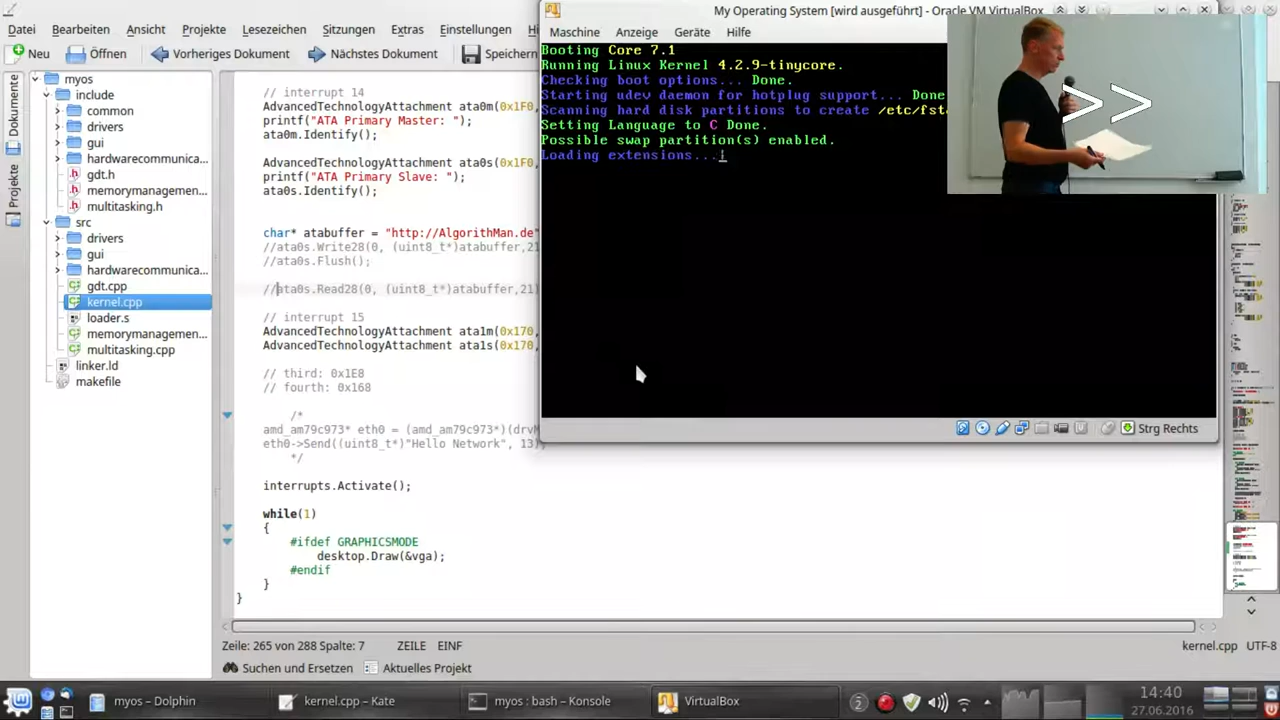 My Operating System [wird ausgeführt] - Oracle VM VirtualBox
Datei Bearbeiten Ansicht Projekte Lesezeichen Sitzungen Extras Einstellungen
Maschine Anzeige Geräte Hilfe
Neu Öffnen Vorheriges Dokument Nächstes Dokument Speichern
Dokumente
Projekte
myos
include
common
drivers
gui
hardwarecommunica...
gdt.h
memorymanagemen...
multitasking.h
src
drivers
gui
hardwarecommunica...
gdt.cpp
kernel.cpp
loader.s
memorymanagemen...
multitasking.cpp
linker.ld
makefile
// interrupt 14
AdvancedTechnologyAttachment ata0m(0x1F0,
printf("ATA Primary Master: ");
ata0m.Identify();
AdvancedTechnologyAttachment ata0s(0x1F0,
printf("ATA Primary Slave: ");
ata0s.Identify();
char* atabuffer = "http://AlgorithMan.de"
//ata0s.Write28(0, (uint8_t*)atabuffer,21)
//ata0s.Flush();
//ata0s.Read28(0, (uint8_t*)atabuffer,21)
// interrupt 15
AdvancedTechnologyAttachment ata1m(0x170,
AdvancedTechnologyAttachment ata1s(0x170,
// third: 0x1E8
// fourth: 0x168
/*
amd_am79c973* eth0 = (amd_am79c973*)(drvM
eth0->Send((uint8_t*)"Hello Network", 13);
*/
interrupts.Activate();
while(1)
{
#ifdef GRAPHICSMODE
desktop.Draw(&vga);
#endif
}
}
Booting Core 7.1
Running Linux Kernel 4.2.9-tinycore.
Checking boot options... Done.
Starting udev daemon for hotplug support... Done
Scanning hard disk partitions to create /etc/fst
Setting Language to C Done.
Possible swap partition(s) enabled.
Loading extensions...
>>
Strg Rechts
Zeile: 265 von 288 Spalte: 7 ZEILE EINF kernel.cpp UTF-8
Suchen und Ersetzen Aktuelles Projekt
myos – Dolphin kernel.cpp – Kate myos : bash – Konsole VirtualBox 2 14:40
27.06.2016